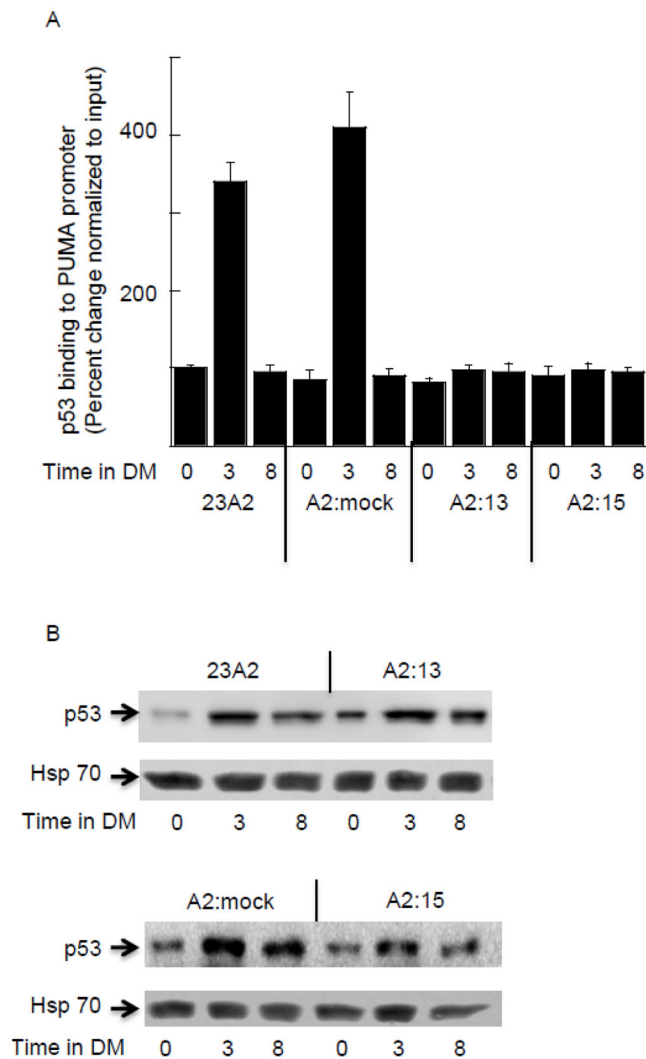 A
p53 binding to PUMA promoter
(Percent change normalized to input)
400
200
Time in DM 0 3 8 0 3 8 0 3 8 0 3 8
23A2 A2:mock A2:13 A2:15
B
23A2 A2:13
p53
Hsp 70
Time in DM 0 3 8 0 3 8
A2:mock A2:15
p53
Hsp 70
Time in DM 0 3 8 0 3 8